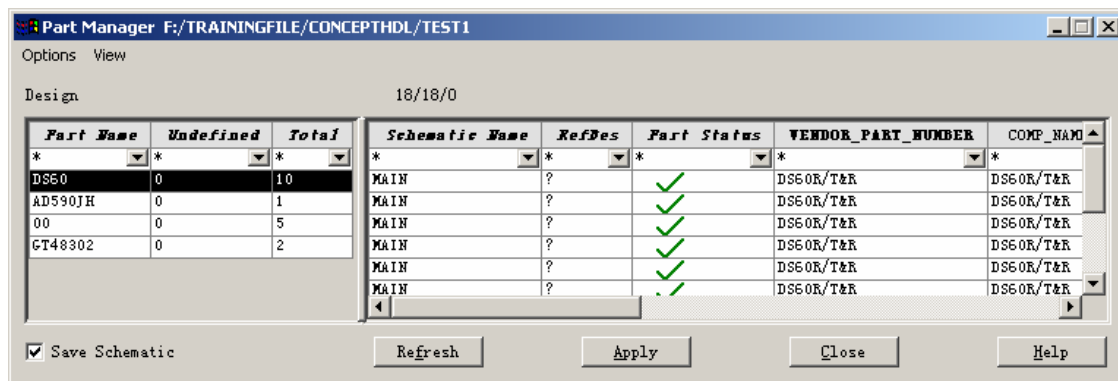 Part Manager F:/TRAININGFILE/CONCEPTHDL/TEST1
Options View
Design 18/18/0
Part Name Undefined Total Schematic Name RefDes Part Status VENDOR_PART_NUMBER COMP_NAME
* * * * * * * *
DS60 0 10 MAIN ? DS60R/T&R DS60R/T&R
AD590JH 0 1 MAIN ? DS60R/T&R DS60R/T&R
00 0 5 MAIN ? DS60R/T&R DS60R/T&R
GT48302 0 2 MAIN ? DS60R/T&R DS60R/T&R
MAIN ? DS60R/T&R DS60R/T&R
MAIN ? DS60R/T&R DS60R/T&R
Save Schematic Refresh Apply Close Help